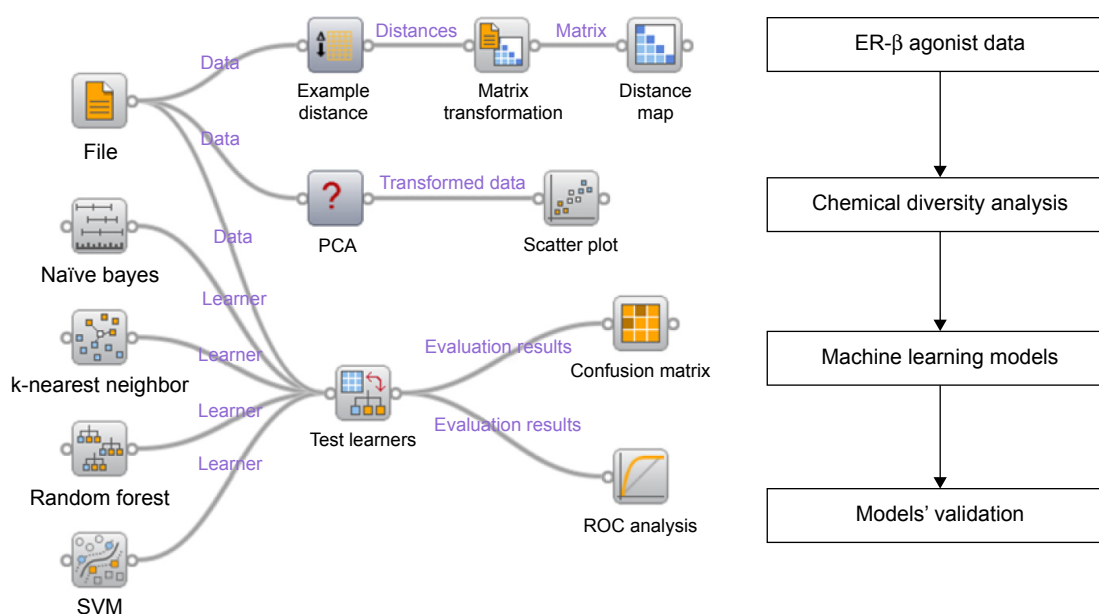 Distances
Matrix
Data
Example
distance
Matrix
transformation
Distance
map
File
Data
Transformed data
PCA
Scatter plot
Data
Naïve bayes
Learner
k-nearest neighbor
Learner
Evaluation results
Confusion matrix
Learner
Test learners
Evaluation results
Random forest
Learner
ROC analysis
SVM
ER-β agonist data
Chemical diversity analysis
Machine learning models
Models’ validation